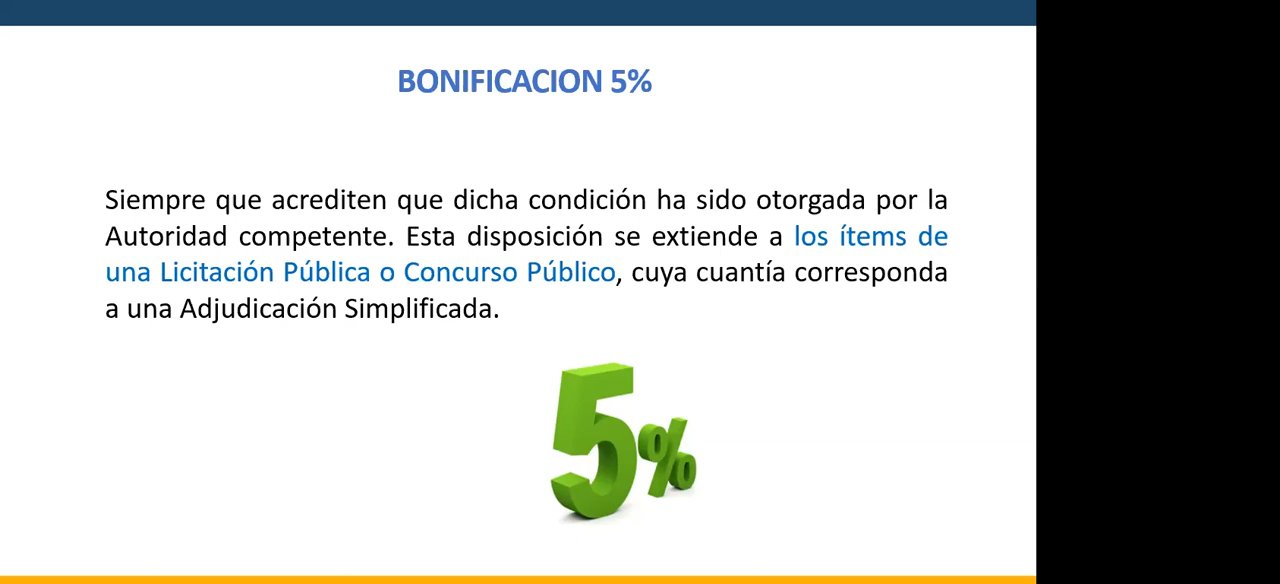 BONIFICACION 5%
Siempre que acrediten que dicha condición ha sido otorgada por la
Autoridad competente. Esta disposición se extiende a los ítems de
una Licitación Pública o Concurso Público, cuya cuantía corresponda
a una Adjudicación Simplificada.
5%